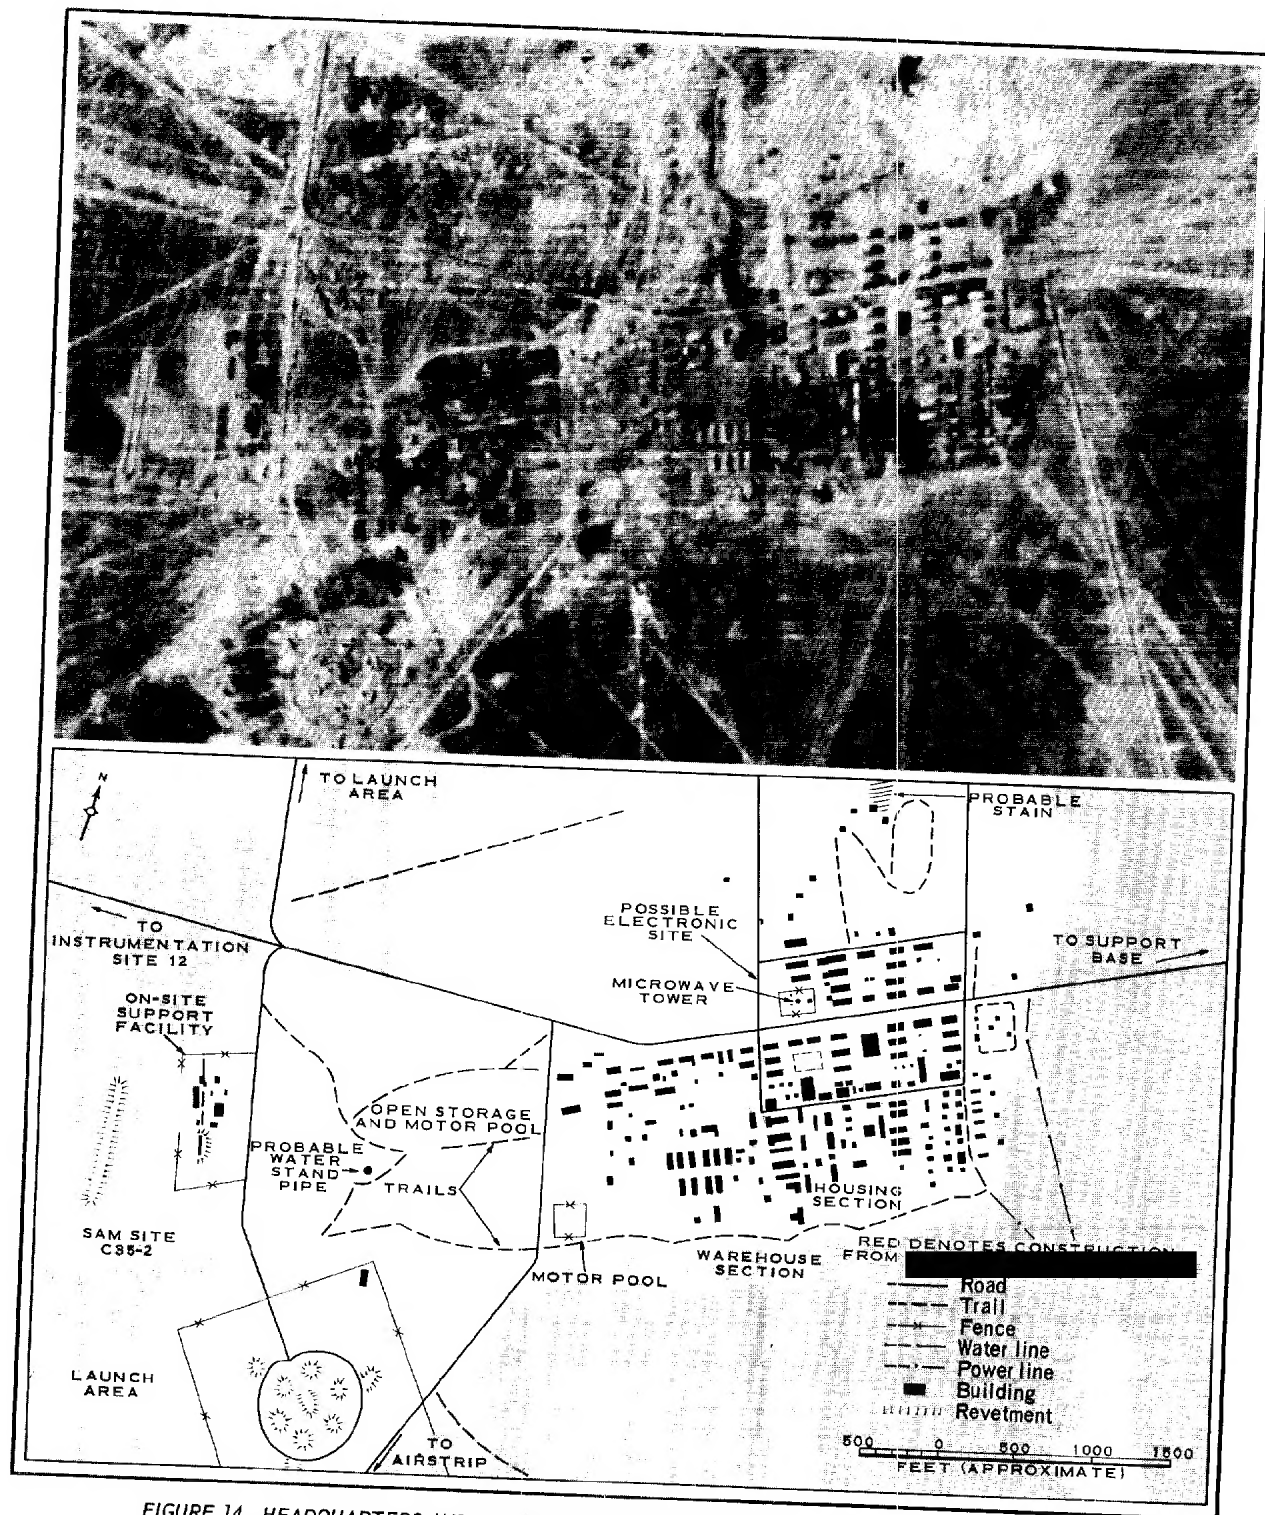 N
TO LAUNCH
AREA
PROBABLE
STAIN
TO
INSTRUMENTATION
SITE 12
POSSIBLE
ELECTRONIC
SITE
TO SUPPORT
BASE
MICROWAVE
TOWER
ON-SITE
SUPPORT
FACILITY
OPEN STORAGE
AND MOTOR POOL
PROBABLE
WATER
STAND
PIPE
TRAILS
HOUSING
SECTION
SAM SITE
C35-2
WAREHOUSE
SECTION
MOTOR POOL
RED DENOTES CONSTRUCTION
FROM
Road
Trail
Fence
Water line
Power line
Building
Revetment
LAUNCH
AREA
TO
AIRSTRIP
500 0 500 1000 1500
FEET (APPROXIMATE)
FIGURE 14. HEADQUARTERS